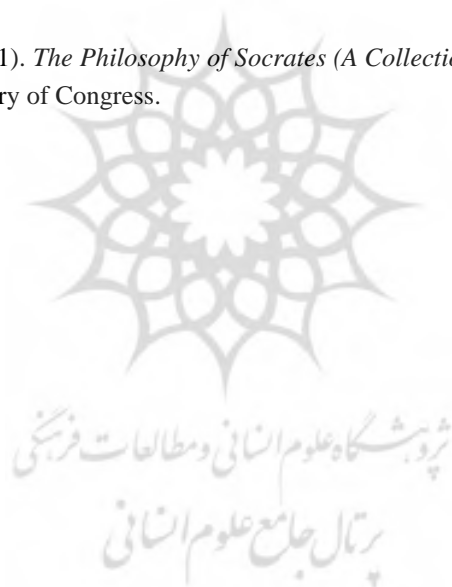 1). The Philosophy of Socrates (A Collectio
ry of Congress.
پژوهشگاه علوم انسانی و مطالعات فرهنگی
پرتال جامع علوم انسانی